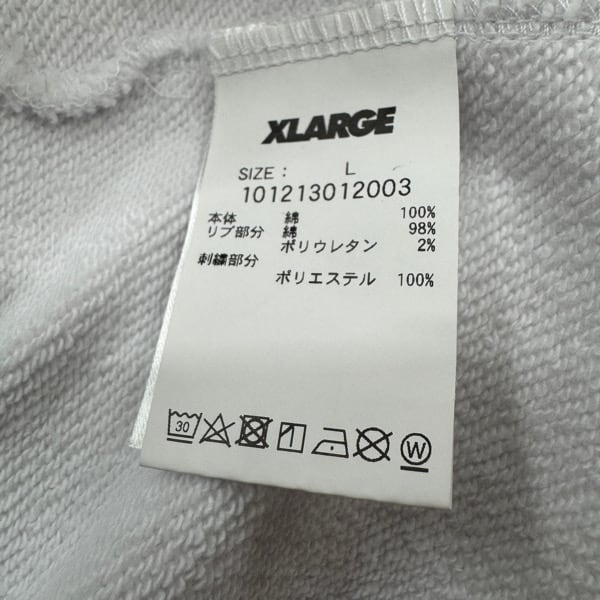 XLARGE
SIZE : L
101213012003
本体 綿 100%
リブ部分 綿 98%
ポリウレタン 2%
刺繍部分
ポリエステル 100%
30 W